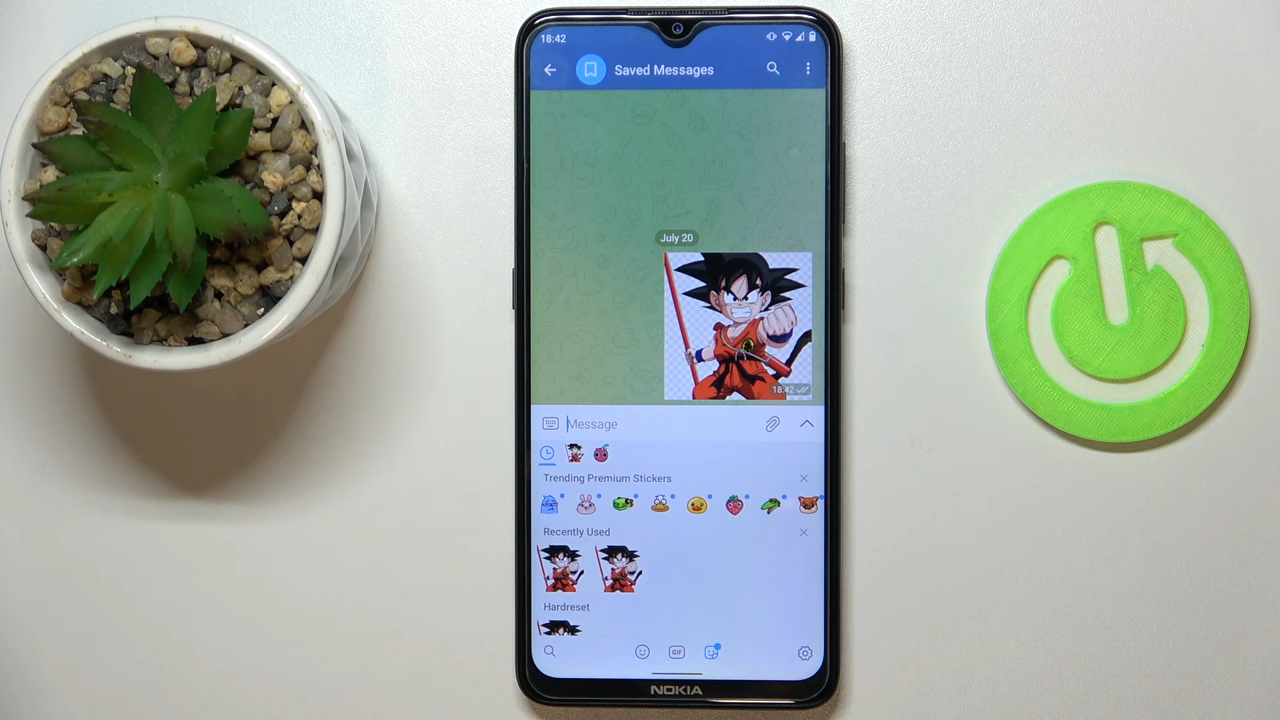 18:42
Saved Messages
July 20
18:42
Message
Trending Premium Stickers
Recently Used
Hardreset
GIF
NOKIA